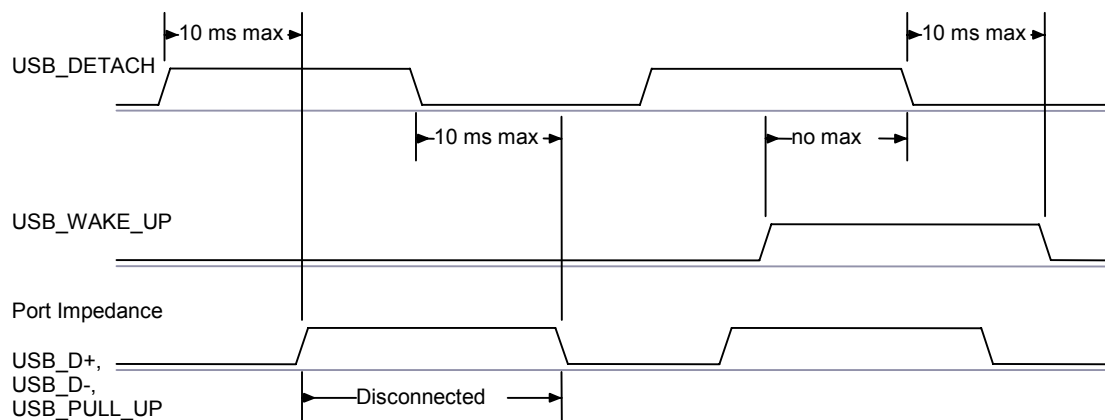 10 ms max
10 ms max
USB_DETACH
10 ms max
no max
USB_WAKE_UP
Port Impedance
USB_D+,
USB_D-,
USB_PULL_UP
Disconnected